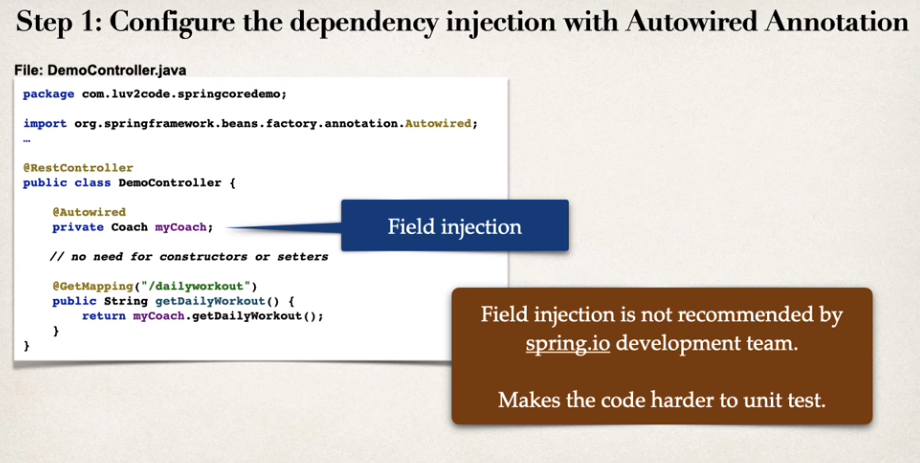 Step 1: Configure the dependency injection with Autowired Annotation
File: DemoController.java
package com.luv2code.springcoredemo;
import org.springframework.beans.factory.annotation.Autowired;
…
@RestController
public class DemoController {
@Autowired
private Coach myCoach;
Field injection
// no need for constructors or setters
@GetMapping("/dailyworkout")
public String getDailyWorkout() {
return myCoach.getDailyWorkout();
}
}
Field injection is not recommended by
spring.io development team.
Makes the code harder to unit test.